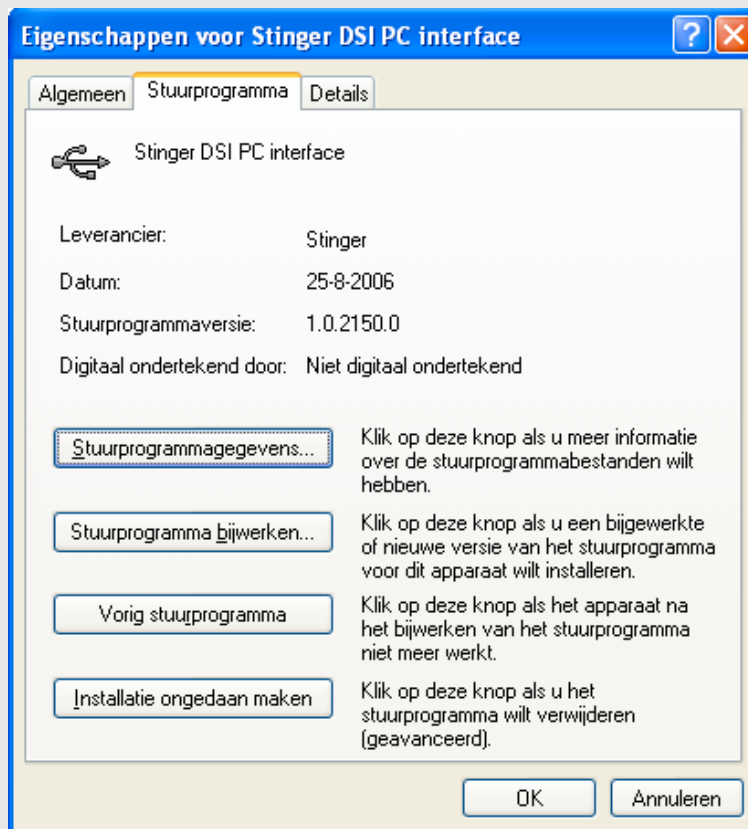 Eigenschappen voor Stinger DSI PC interface
Algemeen Stuurprogramma Details
Stinger DSI PC interface
Leverancier: Stinger
Datum: 25-8-2006
Stuurprogrammaversie: 1.0.2150.0
Digitaal ondertekend door: Niet digitaal ondertekend
Stuurprogrammagegevens...
Klik op deze knop als u meer informatie
over de stuurprogrammabestanden wilt
hebben.
Stuurprogramma bijwerken...
Klik op deze knop als u een bijgewerkte
of nieuwe versie van het stuurprogramma
voor dit apparaat wilt installeren.
Vorig stuurprogramma
Klik op deze knop als het apparaat na
het bijwerken van het stuurprogramma
niet meer werkt.
Installatie ongedaan maken
Klik op deze knop als u het
stuurprogramma wilt verwijderen
(geavanceerd).
OK Annuleren